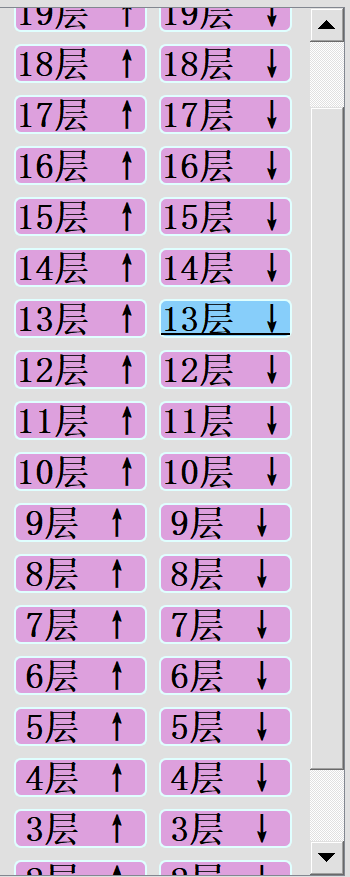 19层 ↑ 19层 ↓
18层 ↑ 18层 ↓
17层 ↑ 17层 ↓
16层 ↑ 16层 ↓
15层 ↑ 15层 ↓
14层 ↑ 14层 ↓
13层 ↑ 13层 ↓
12层 ↑ 12层 ↓
11层 ↑ 11层 ↓
10层 ↑ 10层 ↓
9层 ↑ 9层 ↓
8层 ↑ 8层 ↓
7层 ↑ 7层 ↓
6层 ↑ 6层 ↓
5层 ↑ 5层 ↓
4层 ↑ 4层 ↓
3层 ↑ 3层 ↓